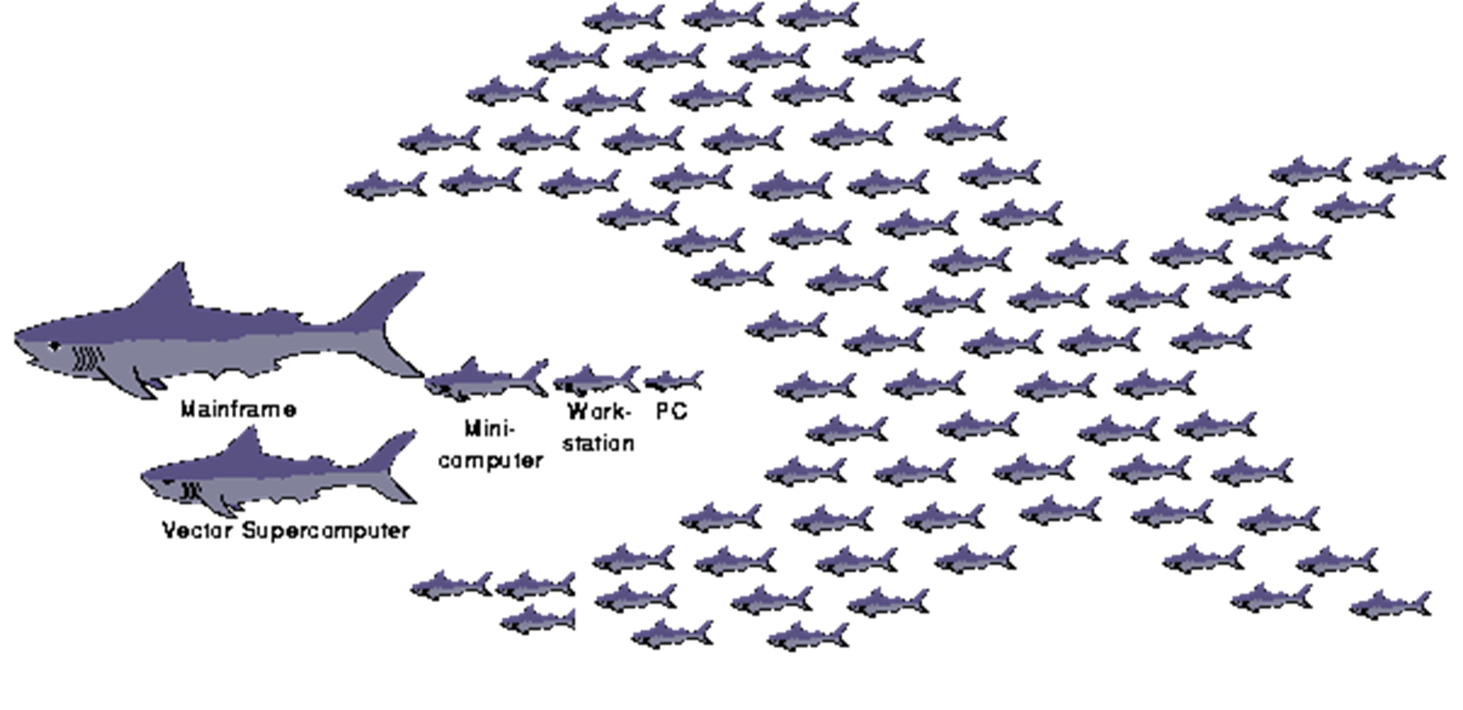 Mainframe
Mini-
computer
Work-
station
PC
Vector Supercomputer